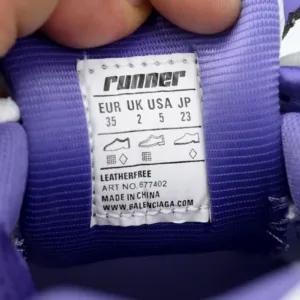 runner
EUR UK USA JP
35 2 5 23
LEATHERFREE
ART NO.677402
MADE IN CHINA
WWW.BALENCIAGA.COM